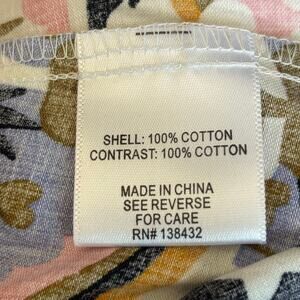 SHELL: 100% COTTON
CONTRAST: 100% COTTON
MADE IN CHINA
SEE REVERSE
FOR CARE
RN# 138432